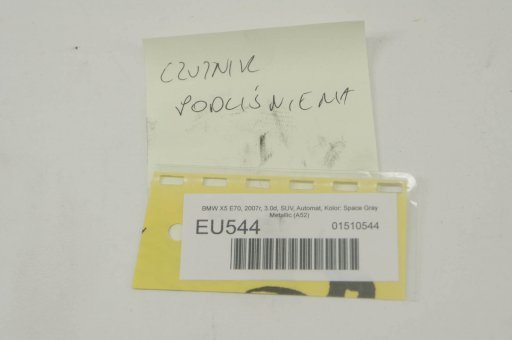 CZUJNIK
PODCIŚNIENIA
BMW X5 E70, 2007r, 3.0d, SUV, Automat, Kolor: Space Gray
Metallic (A52)
EU544
01510544